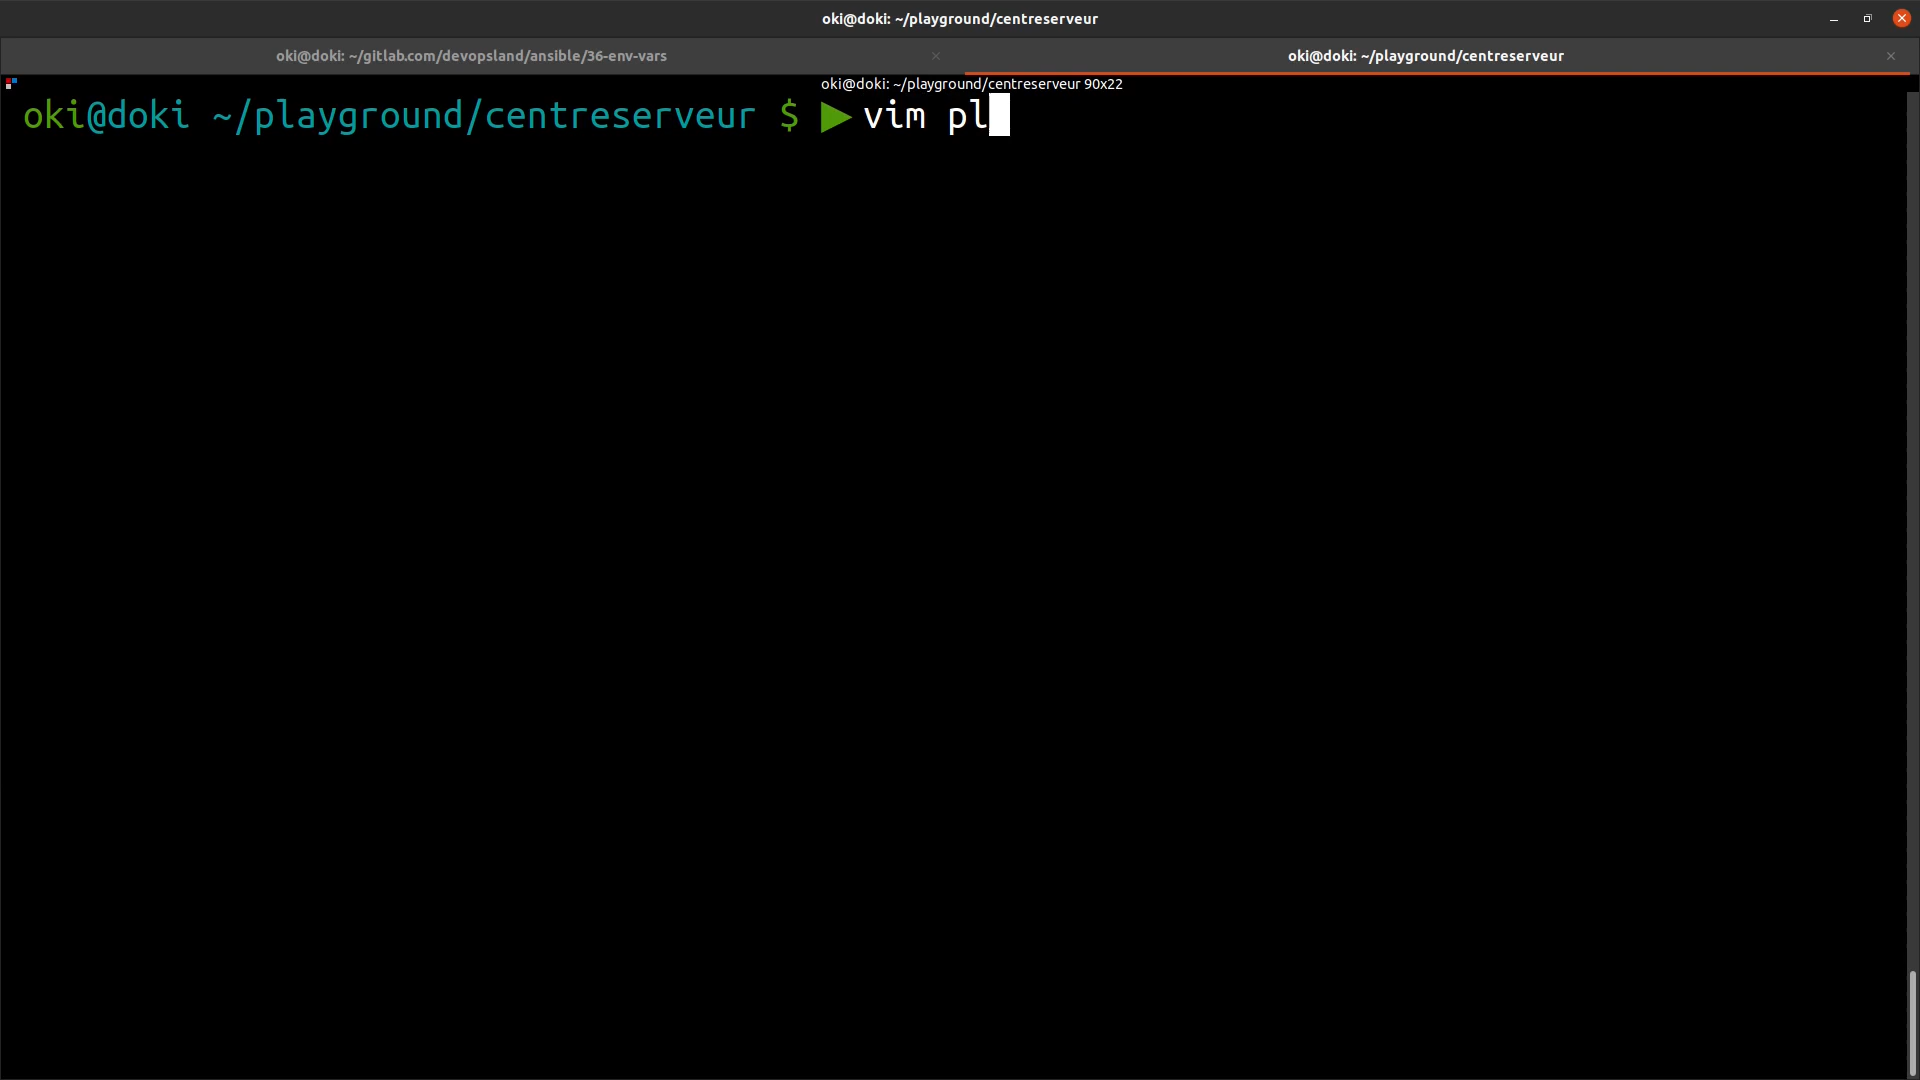 oki@doki: ~/playground/centreserveur
oki@doki: ~/gitlab.com/devopsland/ansible/36-env-vars
oki@doki: ~/playground/centreserveur
oki@doki: ~/playground/centreserveur 90x22
oki@doki ~/playground/centreserveur $ ▶ vim pl